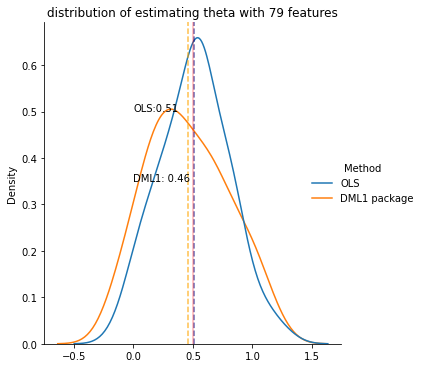 distribution of estimating theta with 79 features
Density
0.6
0.5
0.4
0.3
0.2
0.1
0.0
−0.5
0.0
0.5
1.0
1.5
OLS:0.51
DML1: 0.46
Method
OLS
DML1 package